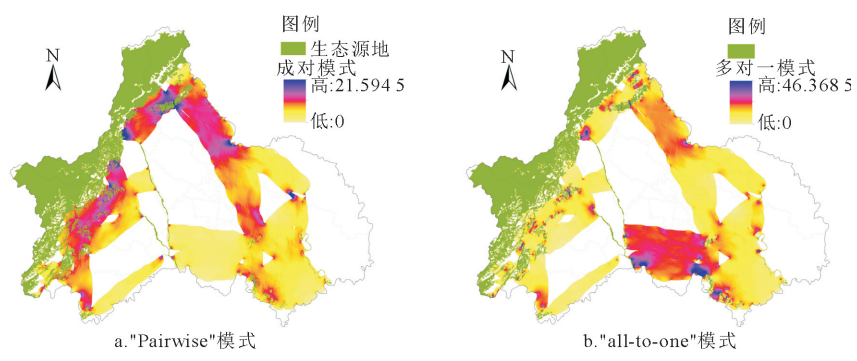 N
图例
生态源地
成对模式
高:21.594 5
低:0
a."Pairwise"模式
N
图例
多对一模式
高:46.368 5
低:0
b."all-to-one"模式